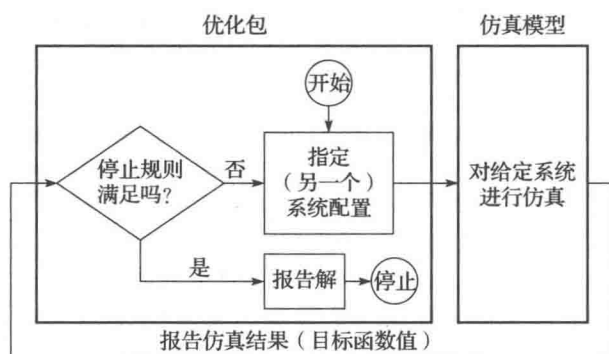 优化包
仿真模型
开始
停止规则
满足吗?
否
指定
(另一个)
系统配置
对给定系统
进行仿真
是
报告解
停止
报告仿真结果(目标函数值)